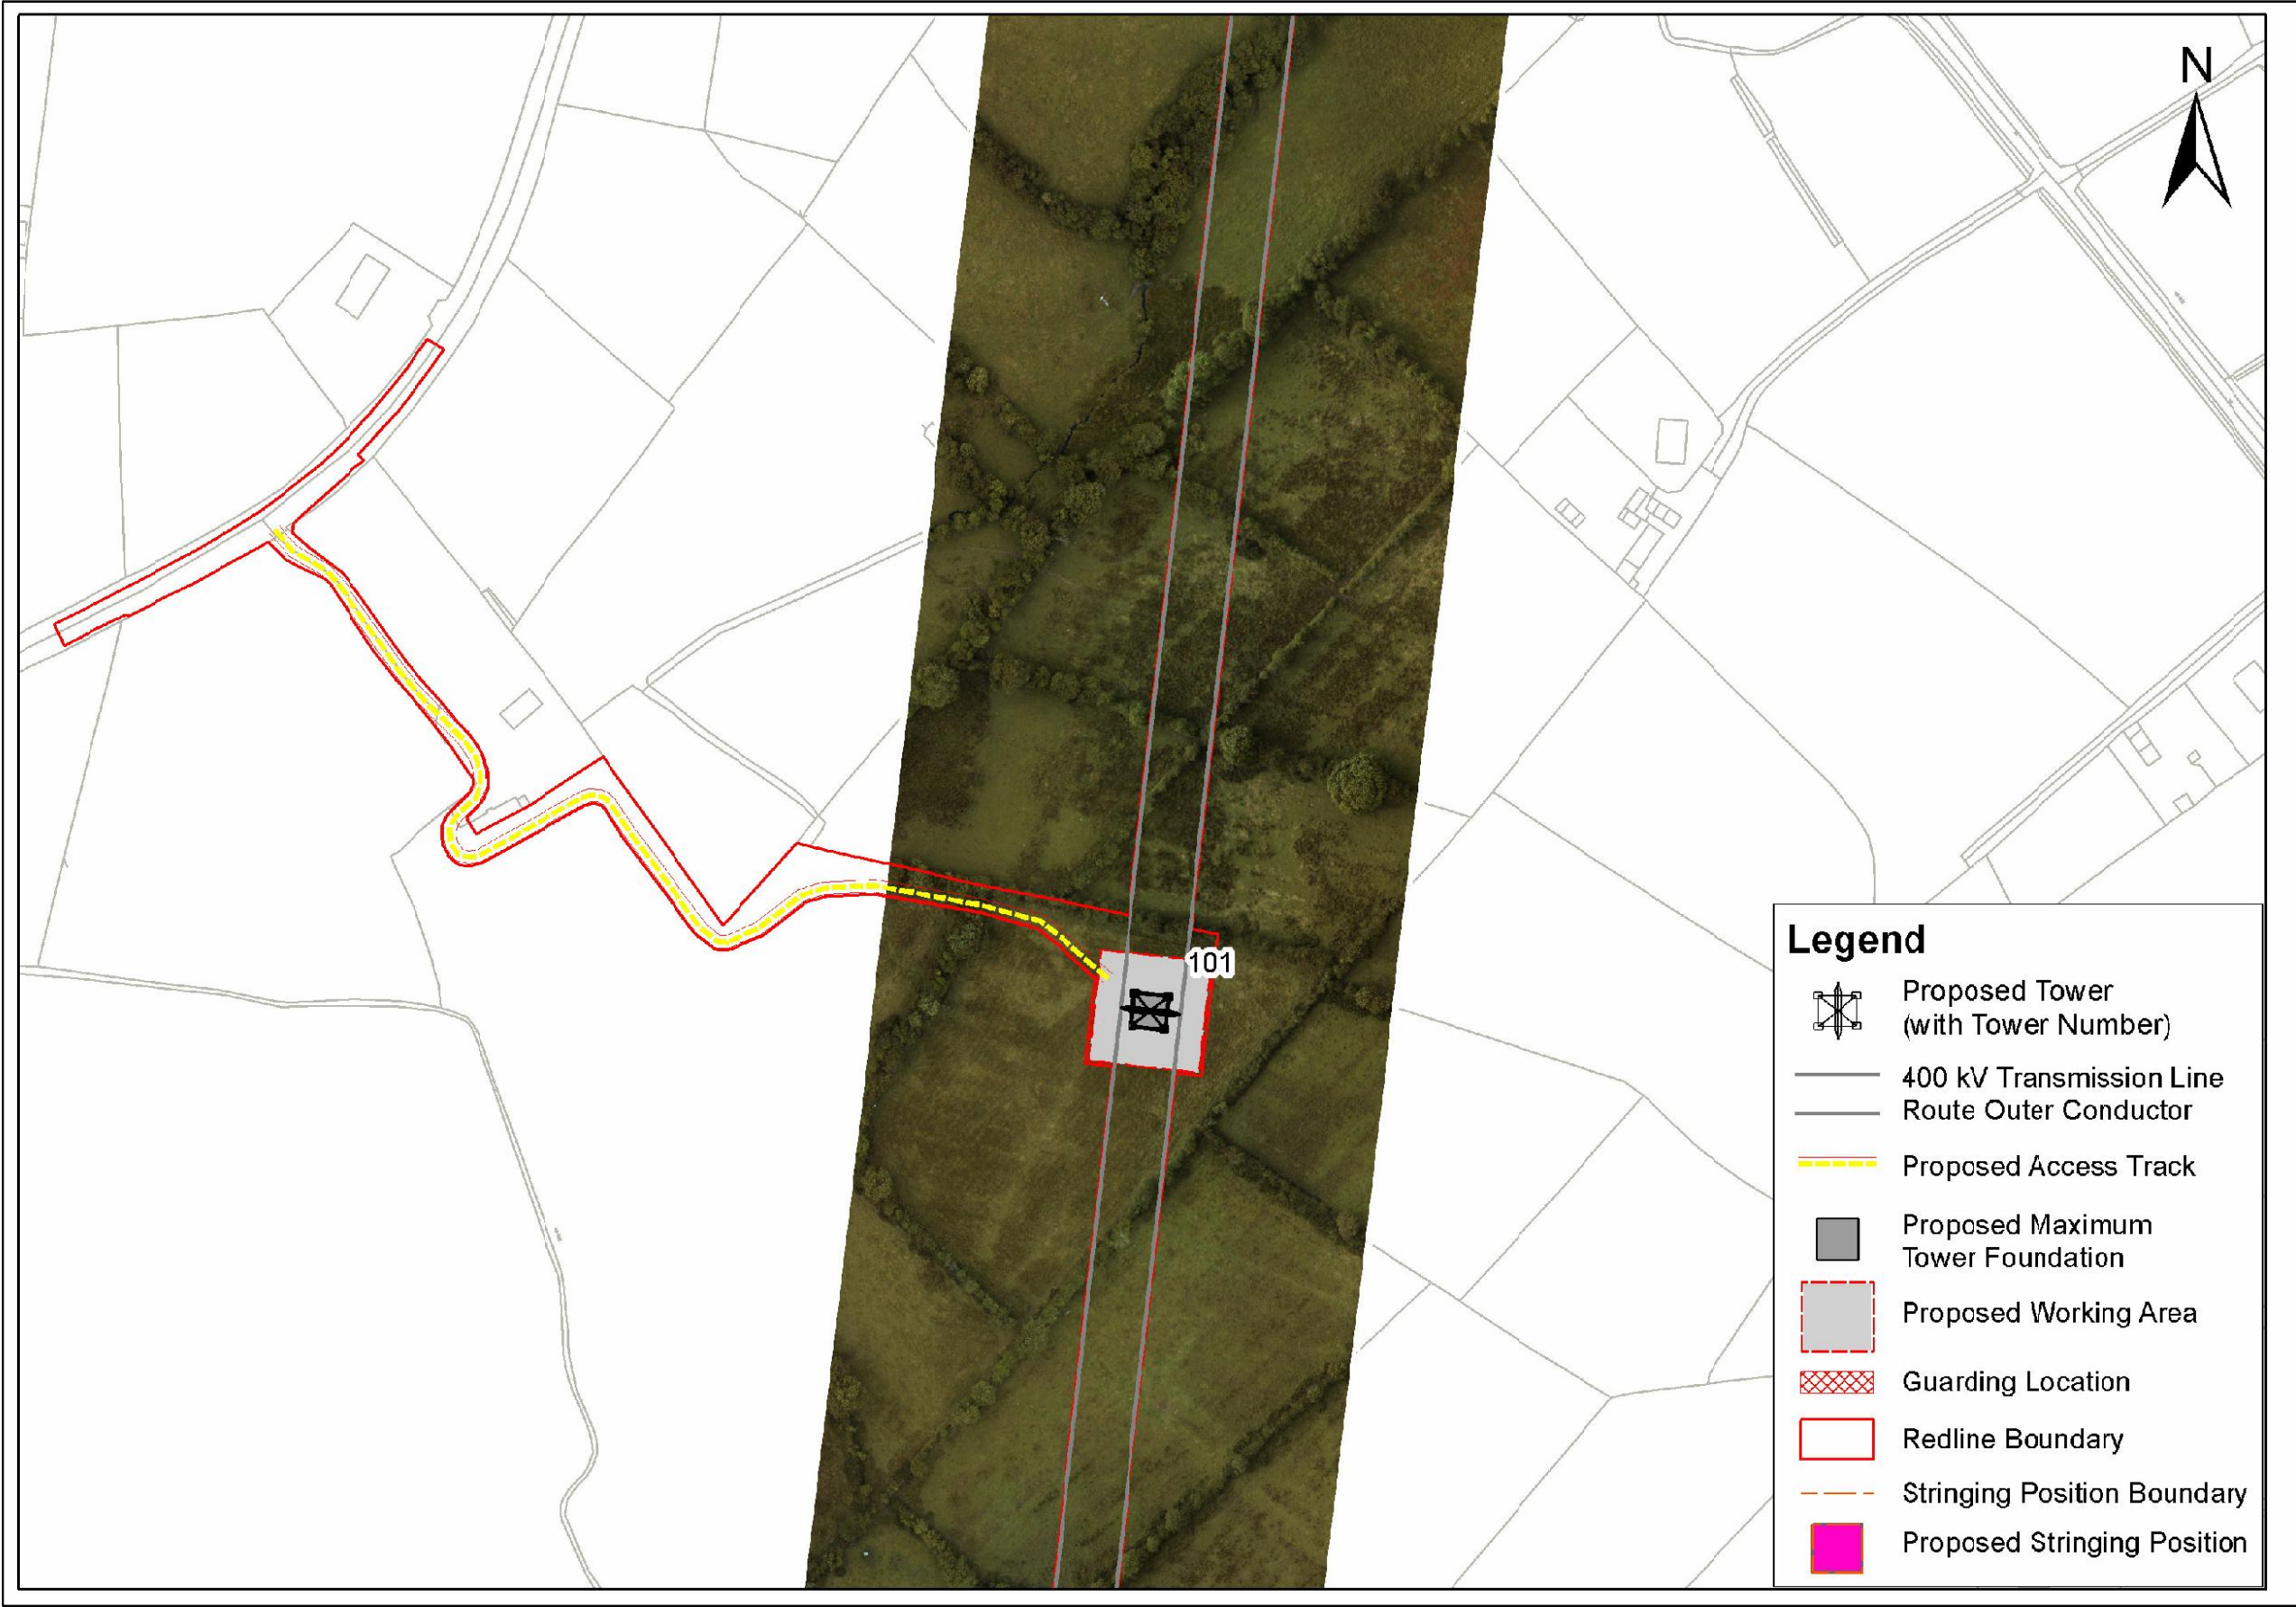 N
101
Legend
Proposed Tower
(with Tower Number)
400 kV Transmission Line
Route Outer Conductor
Proposed Access Track
Proposed Maximum
Tower Foundation
Proposed Working Area
Guarding Location
Redline Boundary
Stringing Position Boundary
Proposed Stringing Position